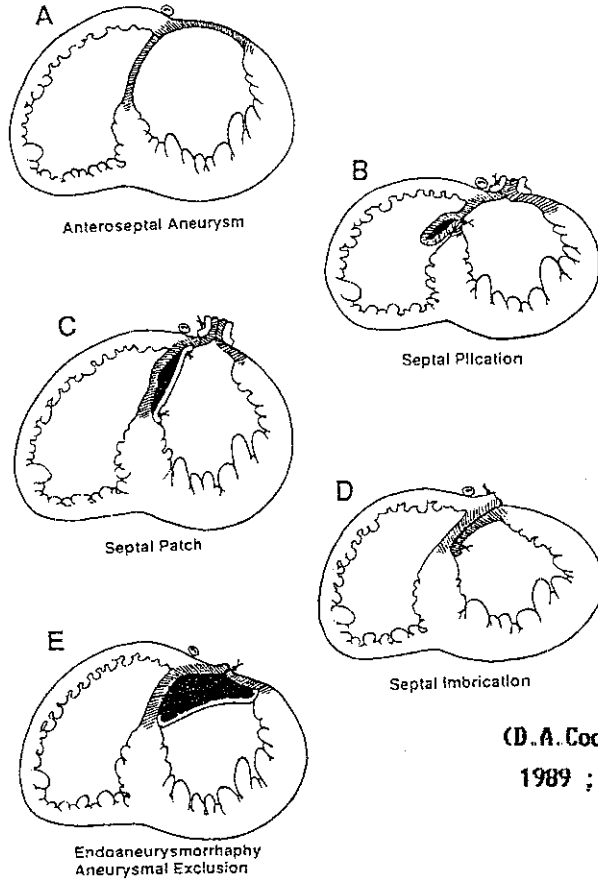 A
Anteroseptal Aneurysm
B
Septal Plication
C
Septal Patch
D
Septal Imbrication
E
Endoaneurysmorrhaphy
Aneurysmal Exclusion
(D.A.Coo
1989 ;